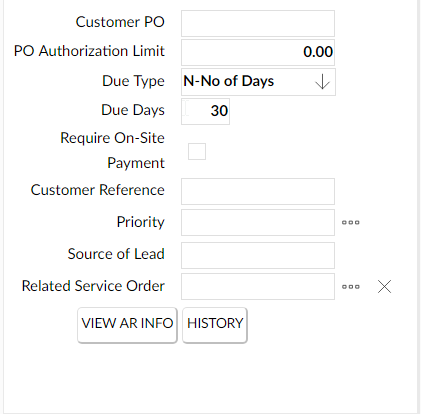 Customer PO
PO Authorization Limit 0.00
Due Type N-No of Days
Due Days 30
Require On-Site
Payment
Customer Reference
Priority
Source of Lead
Related Service Order
VIEW AR INFO HISTORY